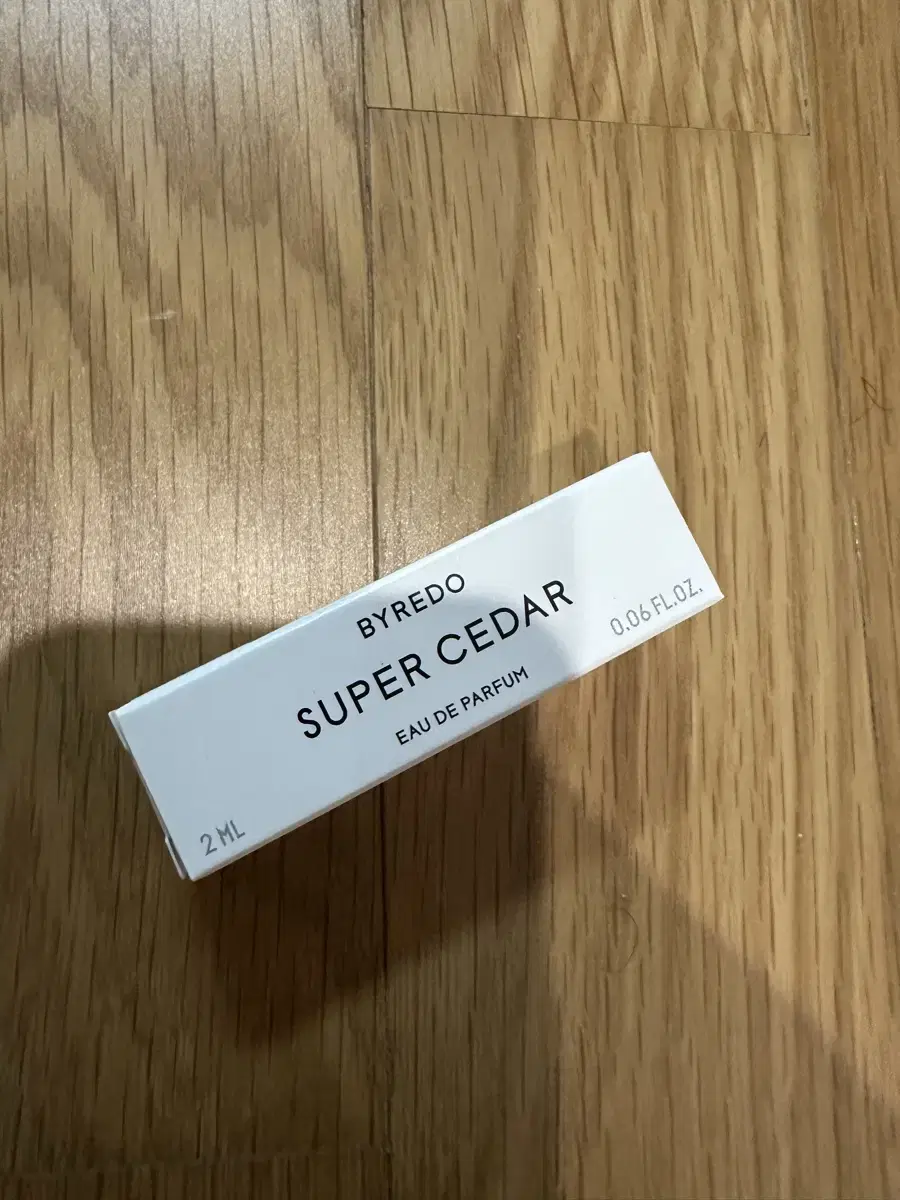 BYREDO
SUPER CEDAR
EAU DE PARFUM
2 ML
0.06 FL.OZ.